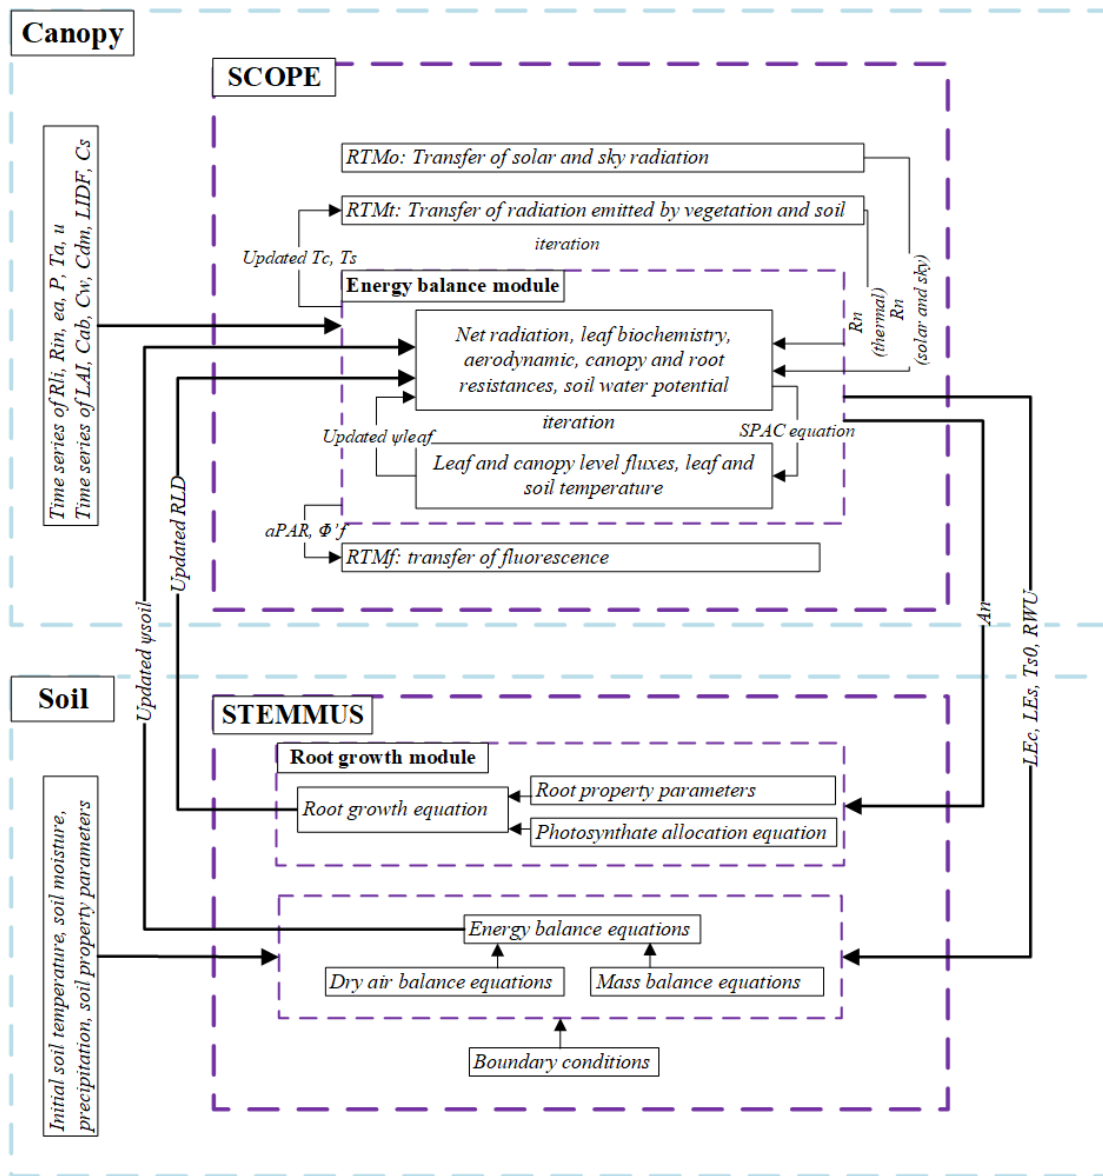 Canopy
SCOPE
Time series of Rli, Rin, ea, P, Ta, u
Time series of LAI, Cab, Cw, Cdm, LIDF, Cs
RTMo: Transfer of solar and sky radiation
RTMt: Transfer of radiation emitted by vegetation and soil
iteration
Updated Tc, Ts
Energy balance module
Rn
(thermal)
Rn
(solar and sky)
Net radiation, leaf biochemistry,
aerodynamic, canopy and root
resistances, soil water potential
iteration
Updated ψleaf
SPAC equation
Leaf and canopy level fluxes, leaf and
soil temperature
aPAR, Φ'f
RTMf: transfer of fluorescence
Updated RLD
Updated ψsoil
An
LEc, LEs, Ts0, RWU
Soil
STEMMUS
Initial soil temperature, soil moisture,
precipitation, soil property parameters
Root growth module
Root growth equation
Root property parameters
Photosynthate allocation equation
Energy balance equations
Dry air balance equations
Mass balance equations
Boundary conditions